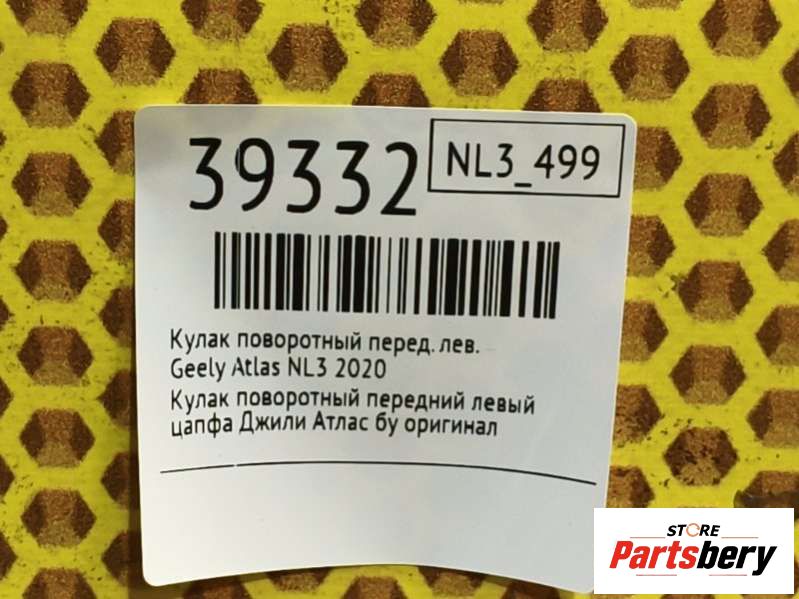 39332
NL3_499
Кулак поворотный перед. лев.
Geely Atlas NL3 2020
Кулак поворотный передний левый
цапфа Джили Атлас бу оригинал
STORE
Partsbery